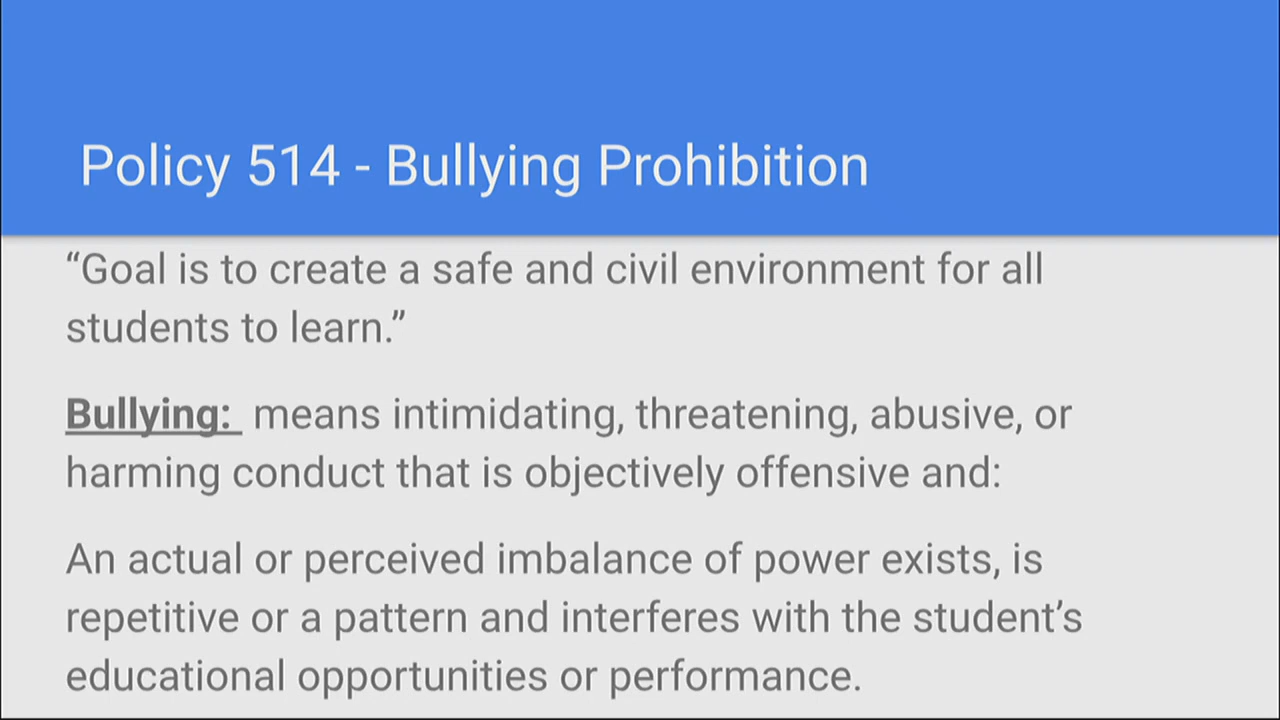 Policy 514 - Bullying Prohibition
“Goal is to create a safe and civil environment for all
students to learn.”
Bullying:  means intimidating, threatening, abusive, or
harming conduct that is objectively offensive and:
An actual or perceived imbalance of power exists, is
repetitive or a pattern and interferes with the student’s
educational opportunities or performance.